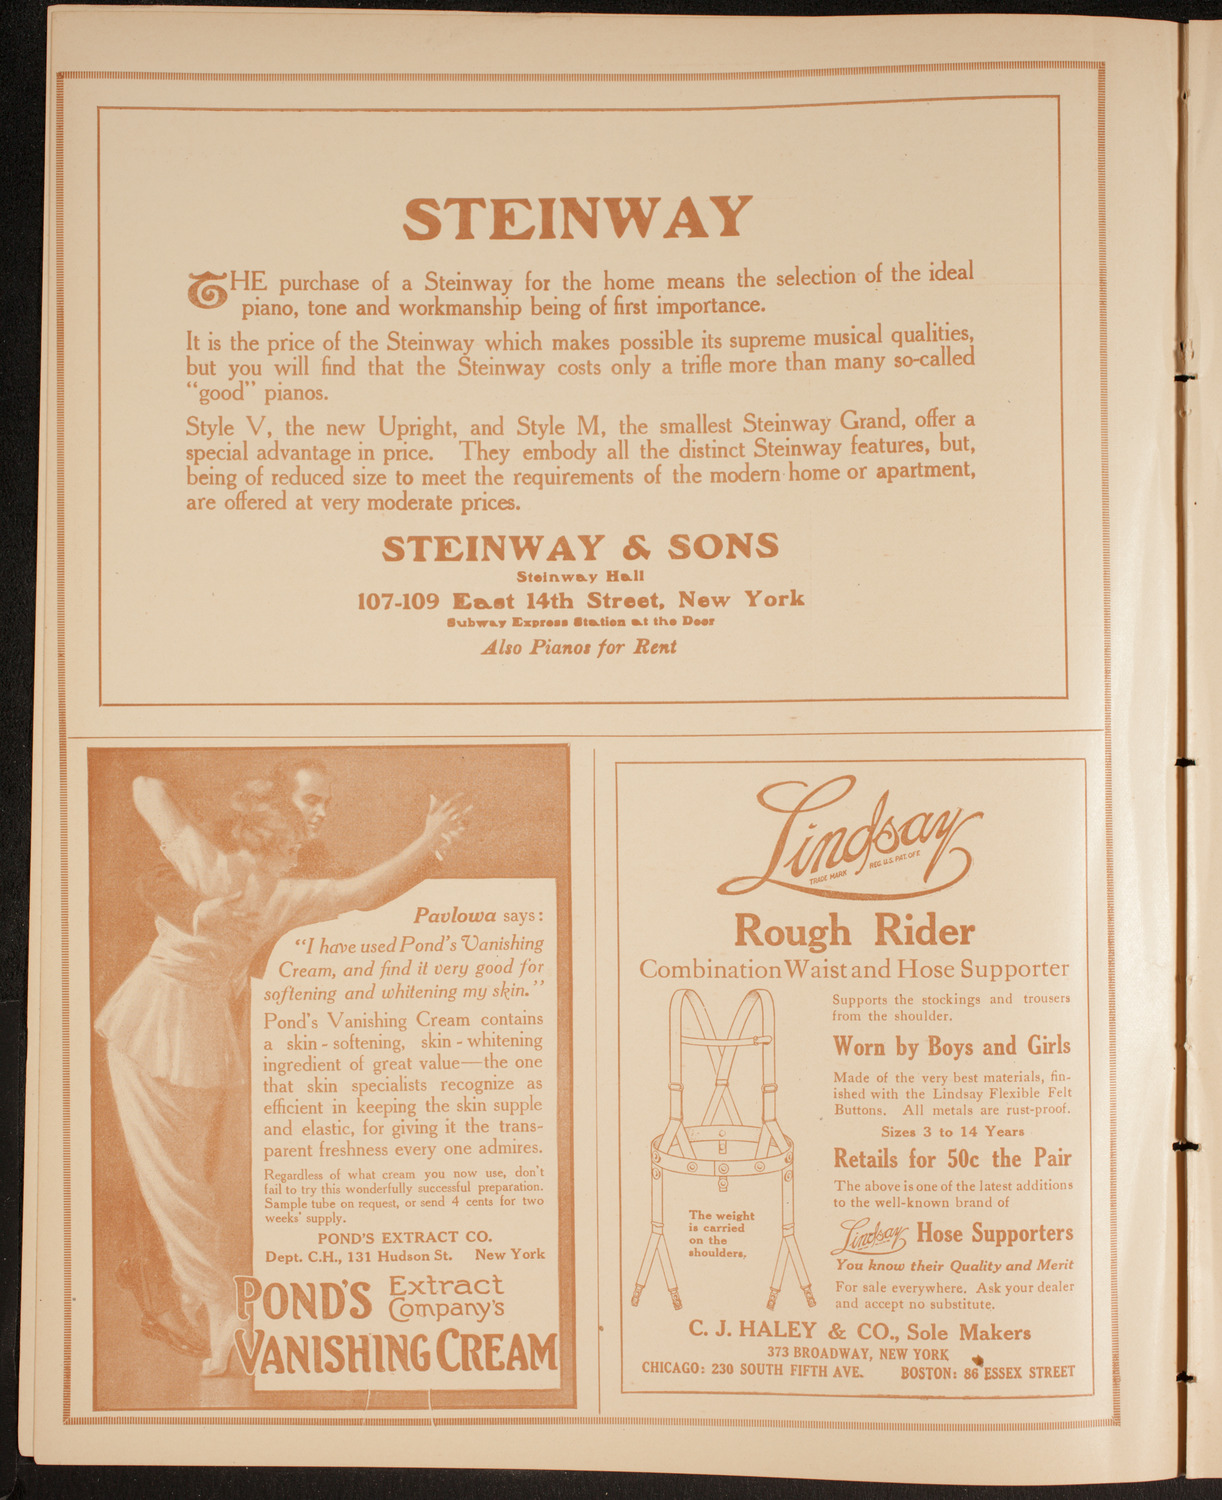 STEINWAY
THE purchase of a Steinway for the home means the selection of the ideal
piano, tone and workmanship being of first importance.
It is the price of the Steinway which makes possible its supreme musical qualities,
but you will find that the Steinway costs only a trifle more than many so-called
"good" pianos.
Style V, the new Upright, and Style M, the smallest Steinway Grand, offer a
special advantage in price. They embody all the distinct Steinway features, but,
being of reduced size to meet the requirements of the modern home or apartment,
are offered at very moderate prices.
STEINWAY & SONS
Steinway Hall
107-109 East 14th Street, New York
Subway Express Station at the Door
Also Pianos for Rent
Pavlowa says:
"I have used Pond's Vanishing
Cream, and find it very good for
softening and whitening my skin."
Pond's Vanishing Cream contains
a skin-softening, skin-whitening
ingredient of great value—the one
that skin specialists recognize as
efficient in keeping the skin supple
and elastic, for giving it the trans-
parent freshness every one admires.
Regardless of what cream you now use, don't
fail to try this wonderfully successful preparation.
Sample tube on request, or send 4 cents for two
weeks' supply.
POND'S EXTRACT CO.
Dept. C.H., 131 Hudson St. New York
POND'S Extract Company's
VANISHING CREAM
Lindsay
TRADE MARK REG. U.S. PAT. OF'F.
Rough Rider
Combination Waist and Hose Supporter
Supports the stockings and trousers
from the shoulder.
Worn by Boys and Girls
Made of the very best materials, fin-
ished with the Lindsay Flexible Felt
Buttons. All metals are rust-proof.
Sizes 3 to 14 Years
Retails for 50c the Pair
The above is one of the latest additions
to the well-known brand of
The weight
is carried
on the
shoulders.
Lindsay Hose Supporters
You know their Quality and Merit
For sale everywhere. Ask your dealer
and accept no substitute.
C. J. HALEY & CO., Sole Makers
373 BROADWAY, NEW YORK
CHICAGO: 230 SOUTH FIFTH AVE. BOSTON: 86 ESSEX STREET